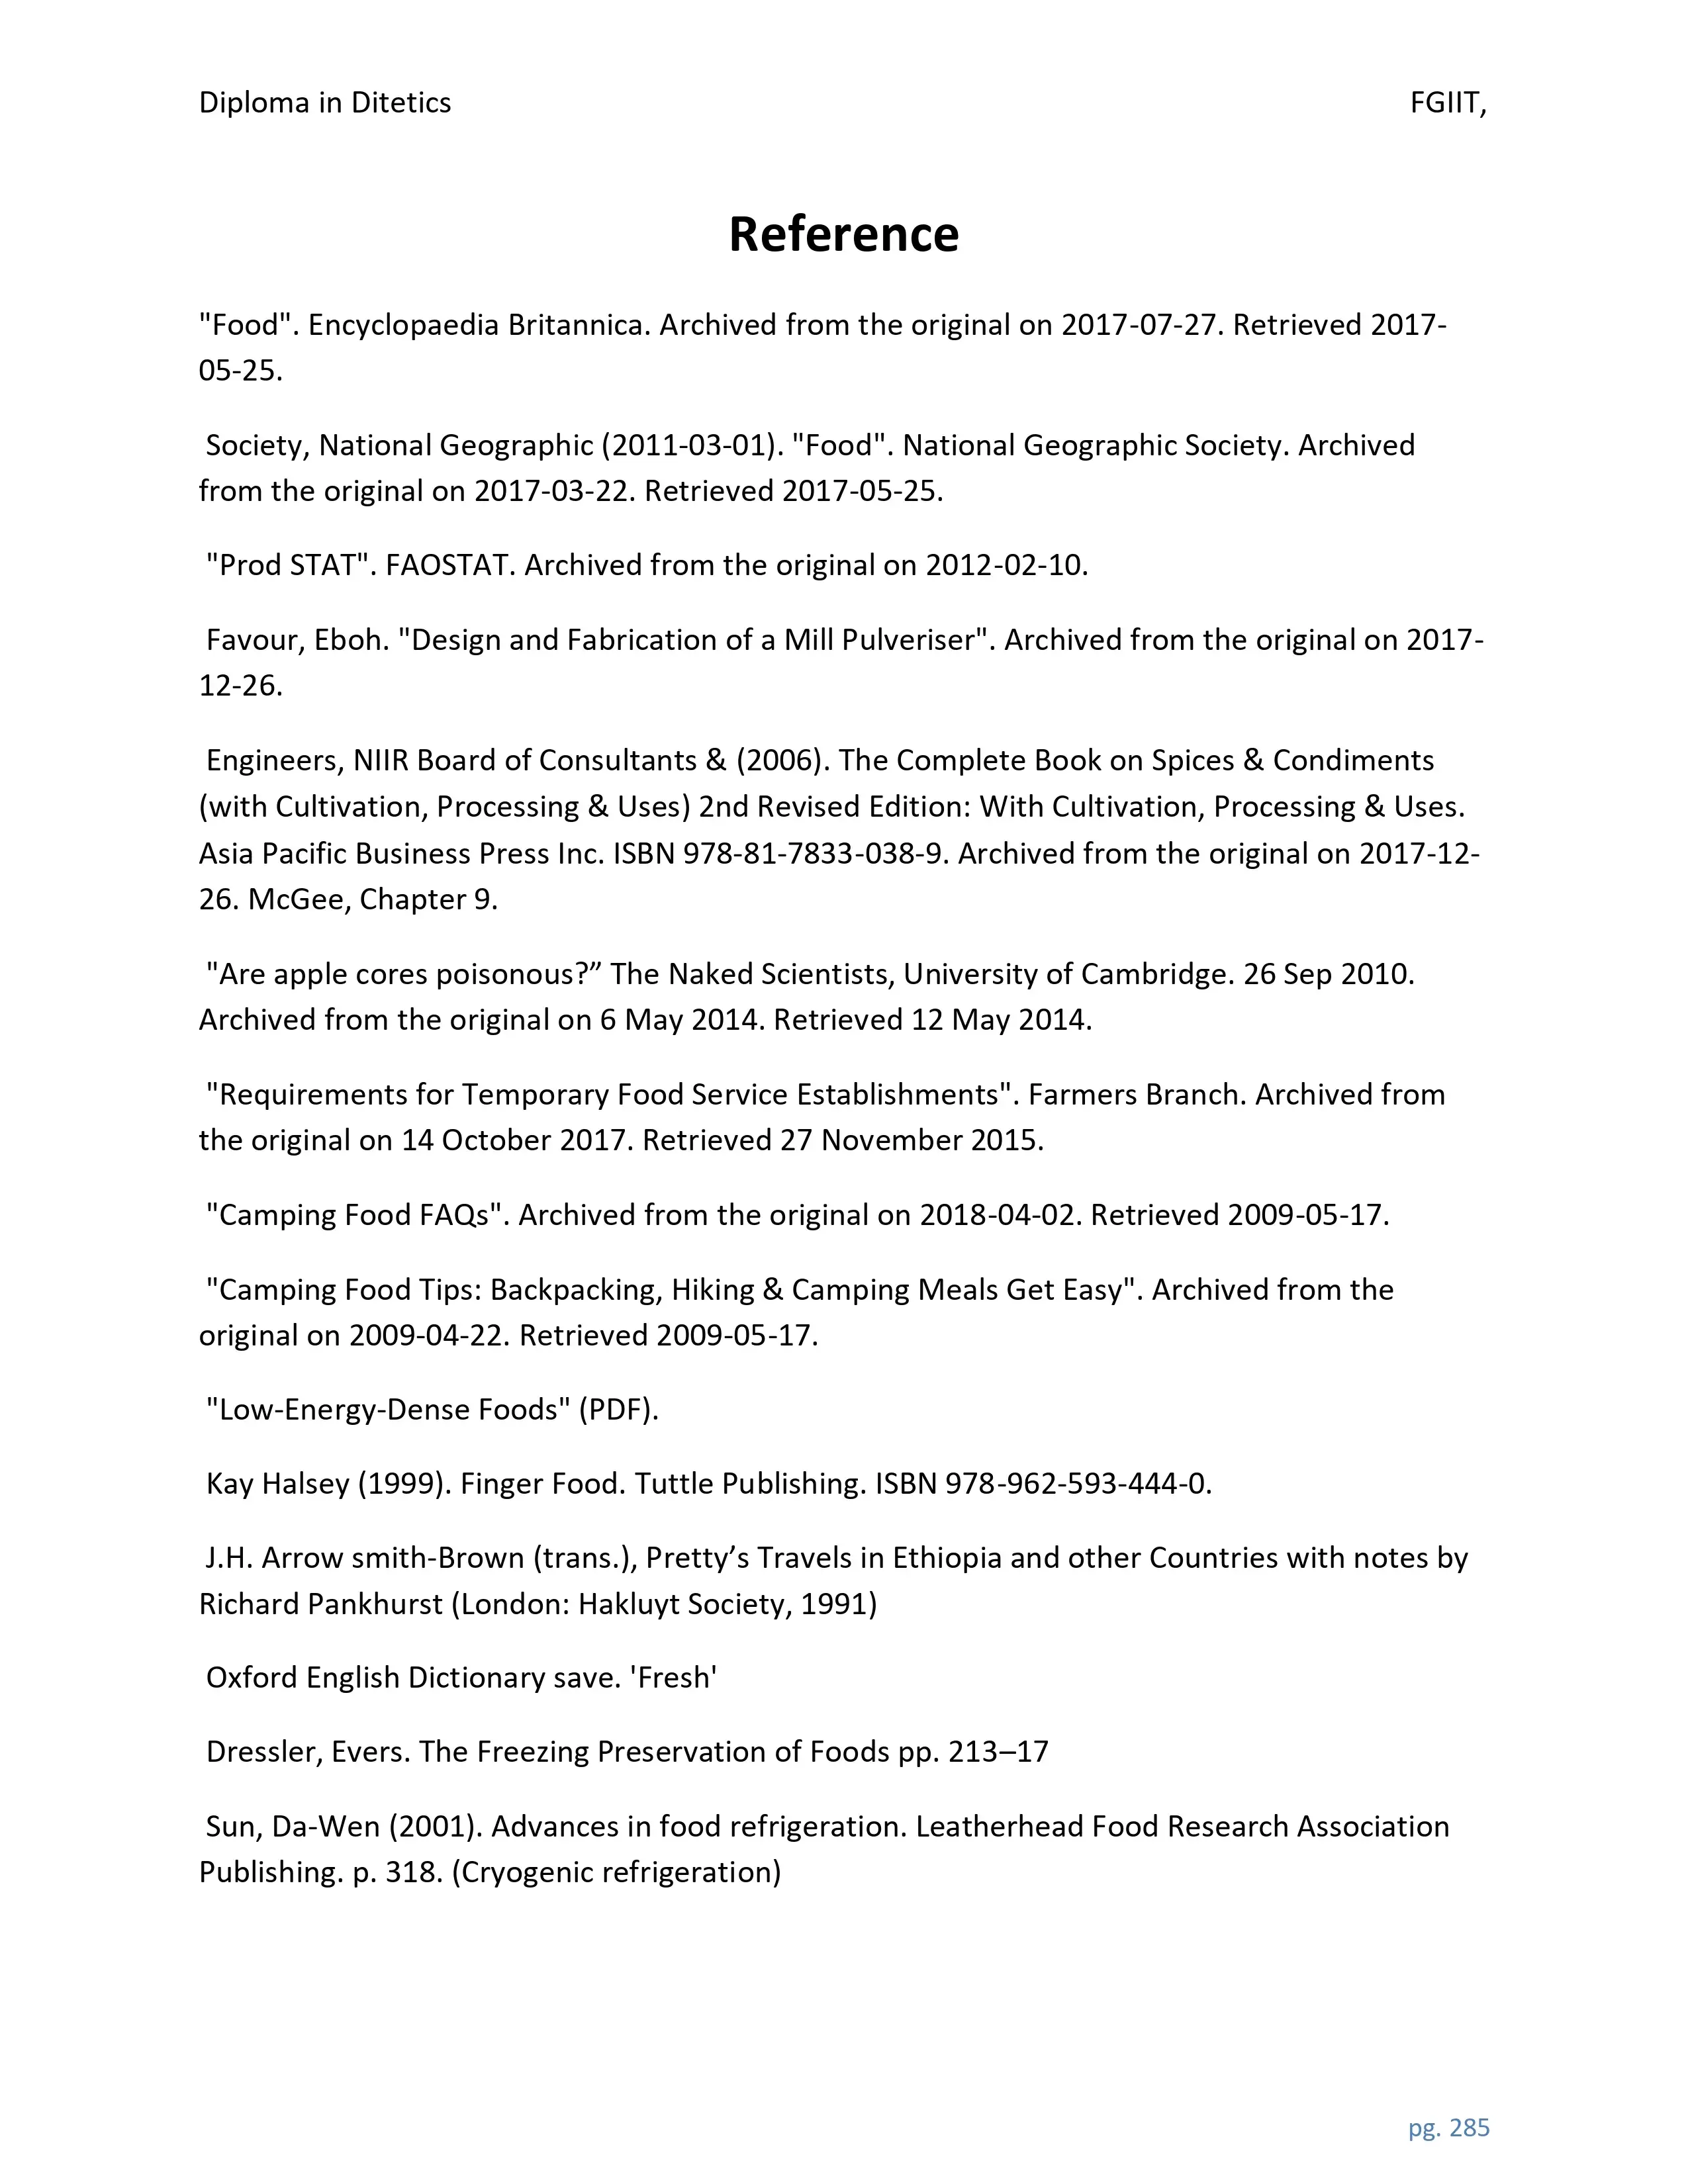 Diploma in Ditetics FGIIT,
Reference
"Food". Encyclopaedia Britannica. Archived from the original on 2017-07-27. Retrieved 2017-
05-25.
Society, National Geographic (2011-03-01). "Food". National Geographic Society. Archived
from the original on 2017-03-22. Retrieved 2017-05-25.
"Prod STAT". FAOSTAT. Archived from the original on 2012-02-10.
Favour, Eboh. "Design and Fabrication of a Mill Pulveriser". Archived from the original on 2017-
12-26.
Engineers, NIIR Board of Consultants & (2006). The Complete Book on Spices & Condiments
(with Cultivation, Processing & Uses) 2nd Revised Edition: With Cultivation, Processing & Uses.
Asia Pacific Business Press Inc. ISBN 978-81-7833-038-9. Archived from the original on 2017-12-
26. McGee, Chapter 9.
"Are apple cores poisonous?” The Naked Scientists, University of Cambridge. 26 Sep 2010.
Archived from the original on 6 May 2014. Retrieved 12 May 2014.
"Requirements for Temporary Food Service Establishments". Farmers Branch. Archived from
the original on 14 October 2017. Retrieved 27 November 2015.
"Camping Food FAQs". Archived from the original on 2018-04-02. Retrieved 2009-05-17.
"Camping Food Tips: Backpacking, Hiking & Camping Meals Get Easy". Archived from the
original on 2009-04-22. Retrieved 2009-05-17.
"Low-Energy-Dense Foods" (PDF).
Kay Halsey (1999). Finger Food. Tuttle Publishing. ISBN 978-962-593-444-0.
J.H. Arrow smith-Brown (trans.), Pretty’s Travels in Ethiopia and other Countries with notes by
Richard Pankhurst (London: Hakluyt Society, 1991)
Oxford English Dictionary save. 'Fresh'
Dressler, Evers. The Freezing Preservation of Foods pp. 213–17
Sun, Da-Wen (2001). Advances in food refrigeration. Leatherhead Food Research Association
Publishing. p. 318. (Cryogenic refrigeration)
pg. 285